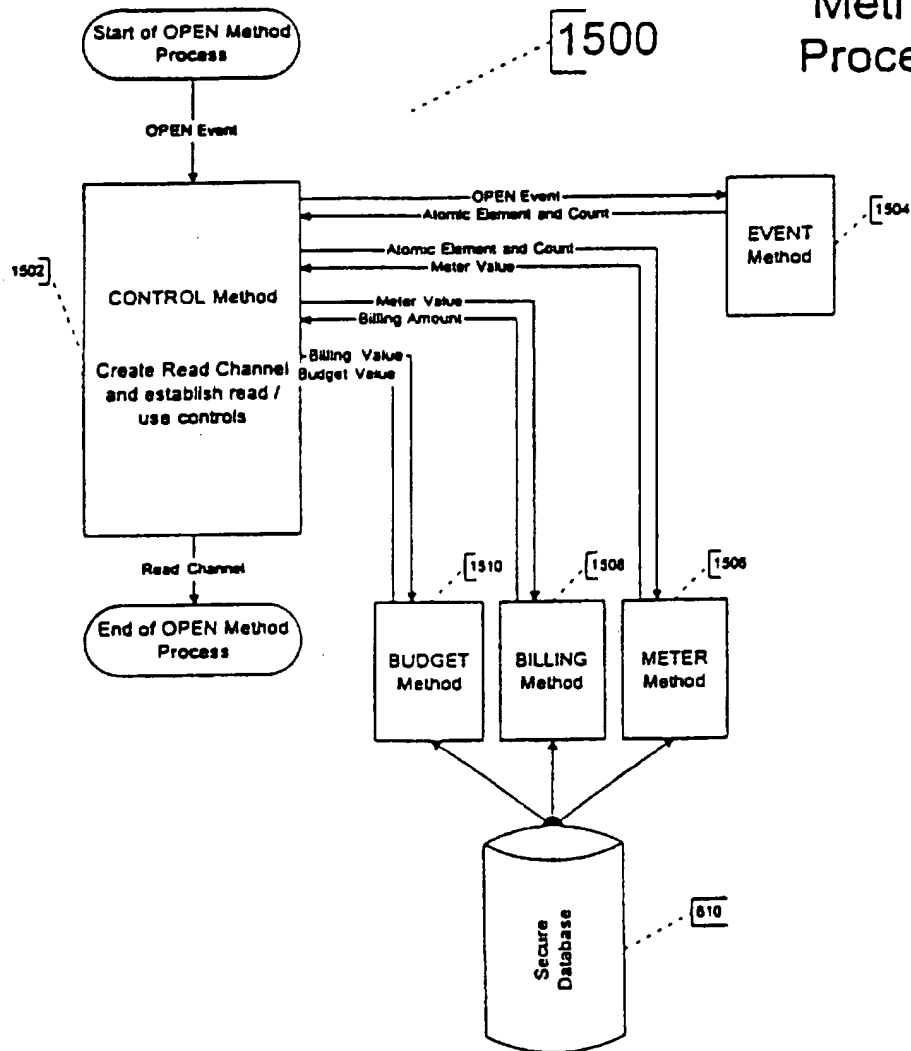 Start of OPEN Method
Process
1500
Proce
OPEN Event
OPEN Event
Atomic Element and Count
EVENT
Method
1504
Atomic Element and Count
Meter Value
1502
CONTROL Method
Meter Value
Billing Amount
Create Read Channel
and establish read /
use controls
Billing Value
Budget Value
Read Channel
1510
1508
1506
End of OPEN Method
Process
BUDGET
Method
BILLING
Method
METER
Method
Secure
Database
610